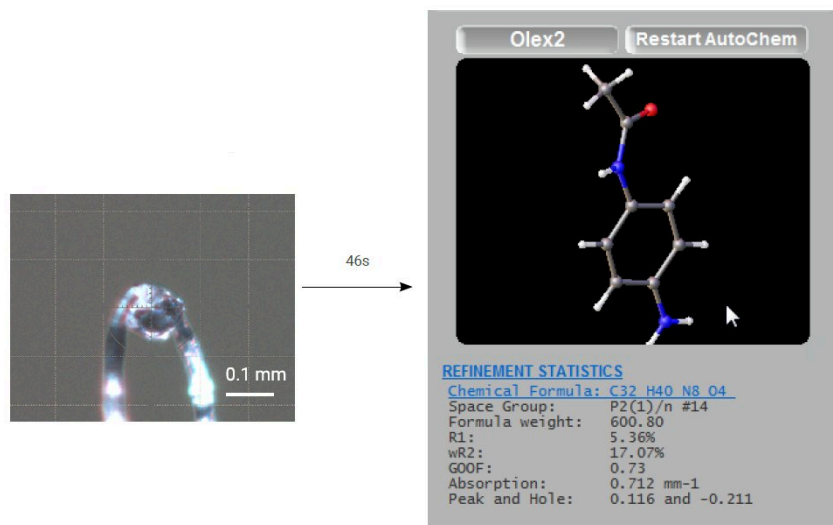 Olex2 Restart AutoChem
46s
0.1 mm
REFINEMENT STATISTICS
Chemical Formula: C32 H40 N8 O4
Space Group: P2(1)/n #14
Formula weight: 600.80
R1: 5.36%
wR2: 17.07%
GOOF: 0.73
Absorption: 0.712 mm-1
Peak and Hole: 0.116 and -0.211